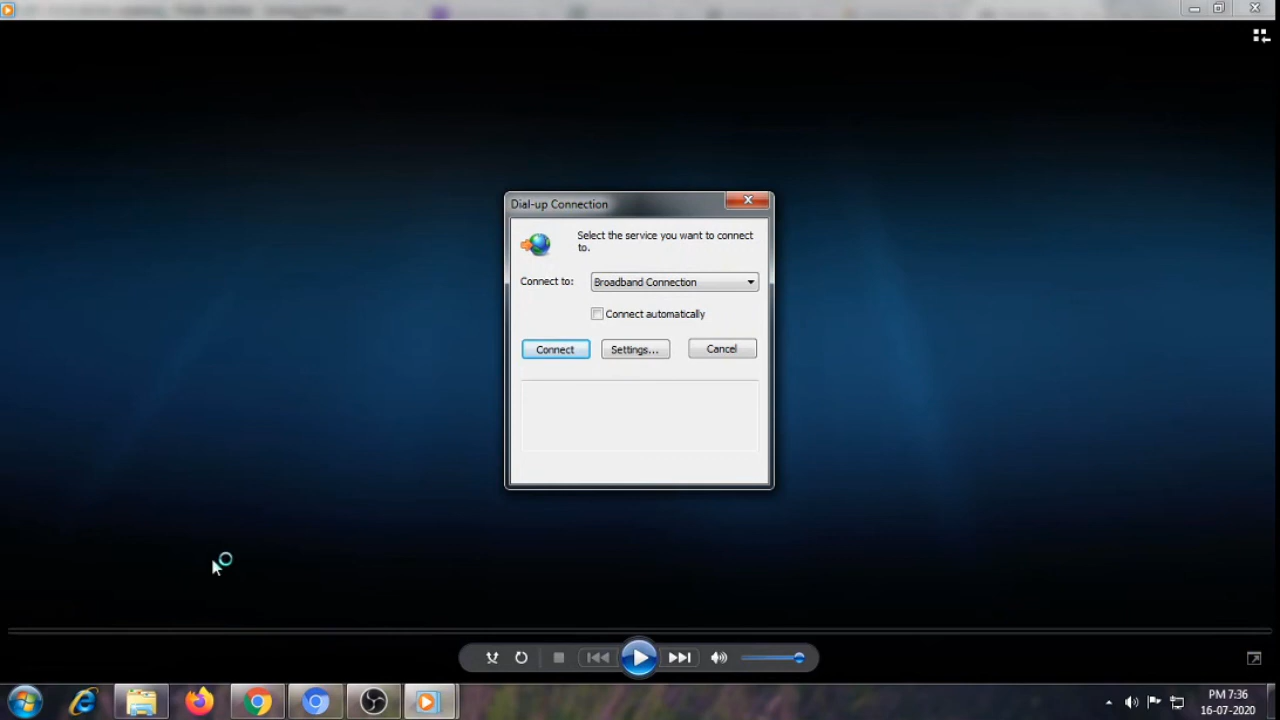 Dial-up Connection
Select the service you want to connect
to.
Connect to:
Broadband Connection
Connect automatically
Connect
Settings...
Cancel
PM 7:36
16-07-2020